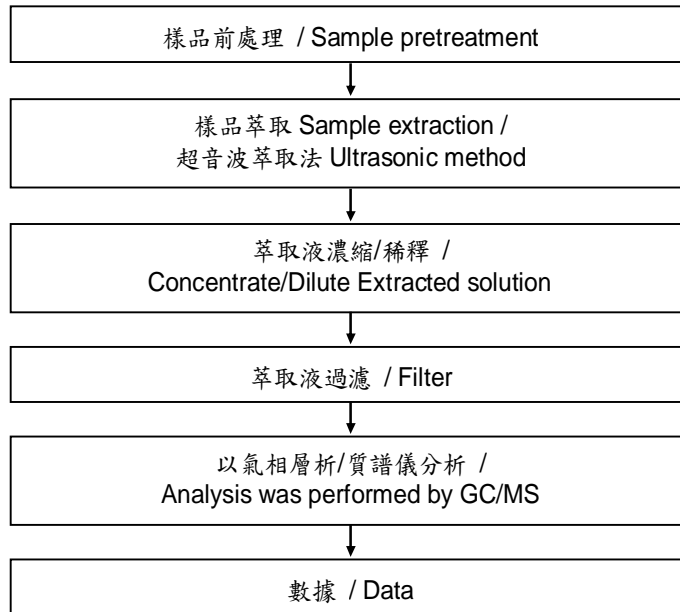 樣品前處理 / Sample pretreatment
樣品萃取 Sample extraction /
超音波萃取法 Ultrasonic method
萃取液濃縮/稀釋 /
Concentrate/Dilute Extracted solution
萃取液過濾 / Filter
以氣相層析/質譜儀分析 /
Analysis was performed by GC/MS
數據 / Data